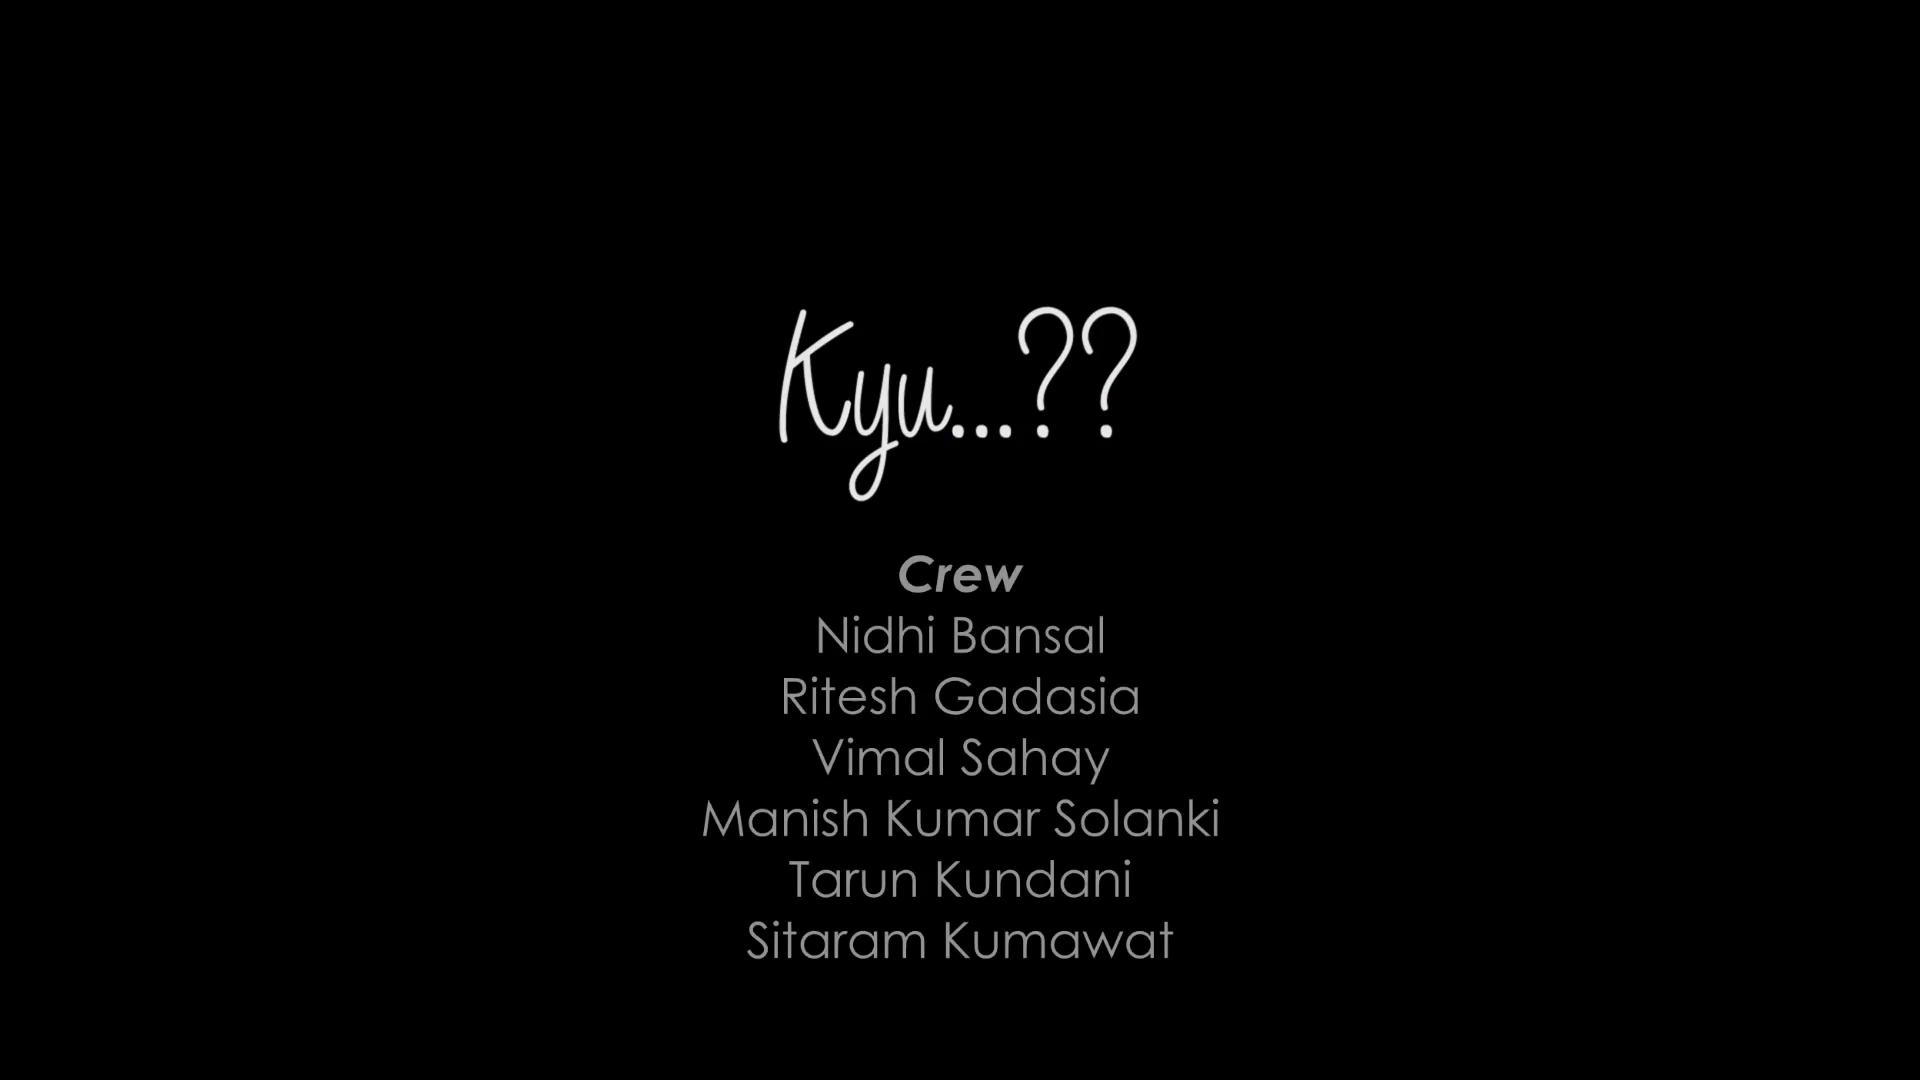 Kyu...??
Crew
Nidhi Bansal
Ritesh Gadasia
Vimal Sahay
Manish Kumar Solanki
Tarun Kundani
Sitaram Kumawat